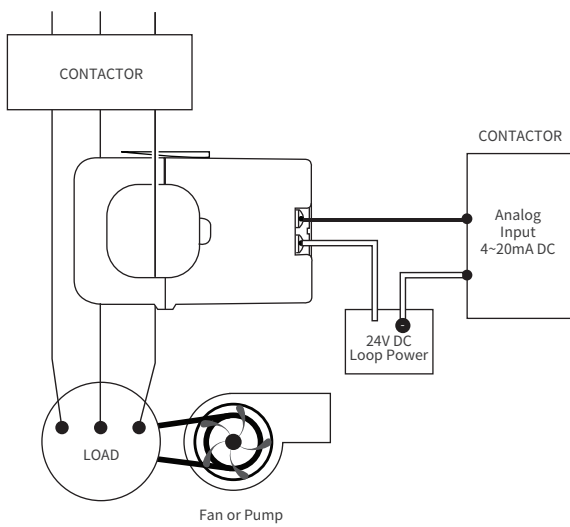 CONTACTOR
CONTACTOR
Analog
Input
4~20mA DC
24V DC
Loop Power
LOAD
Fan or Pump